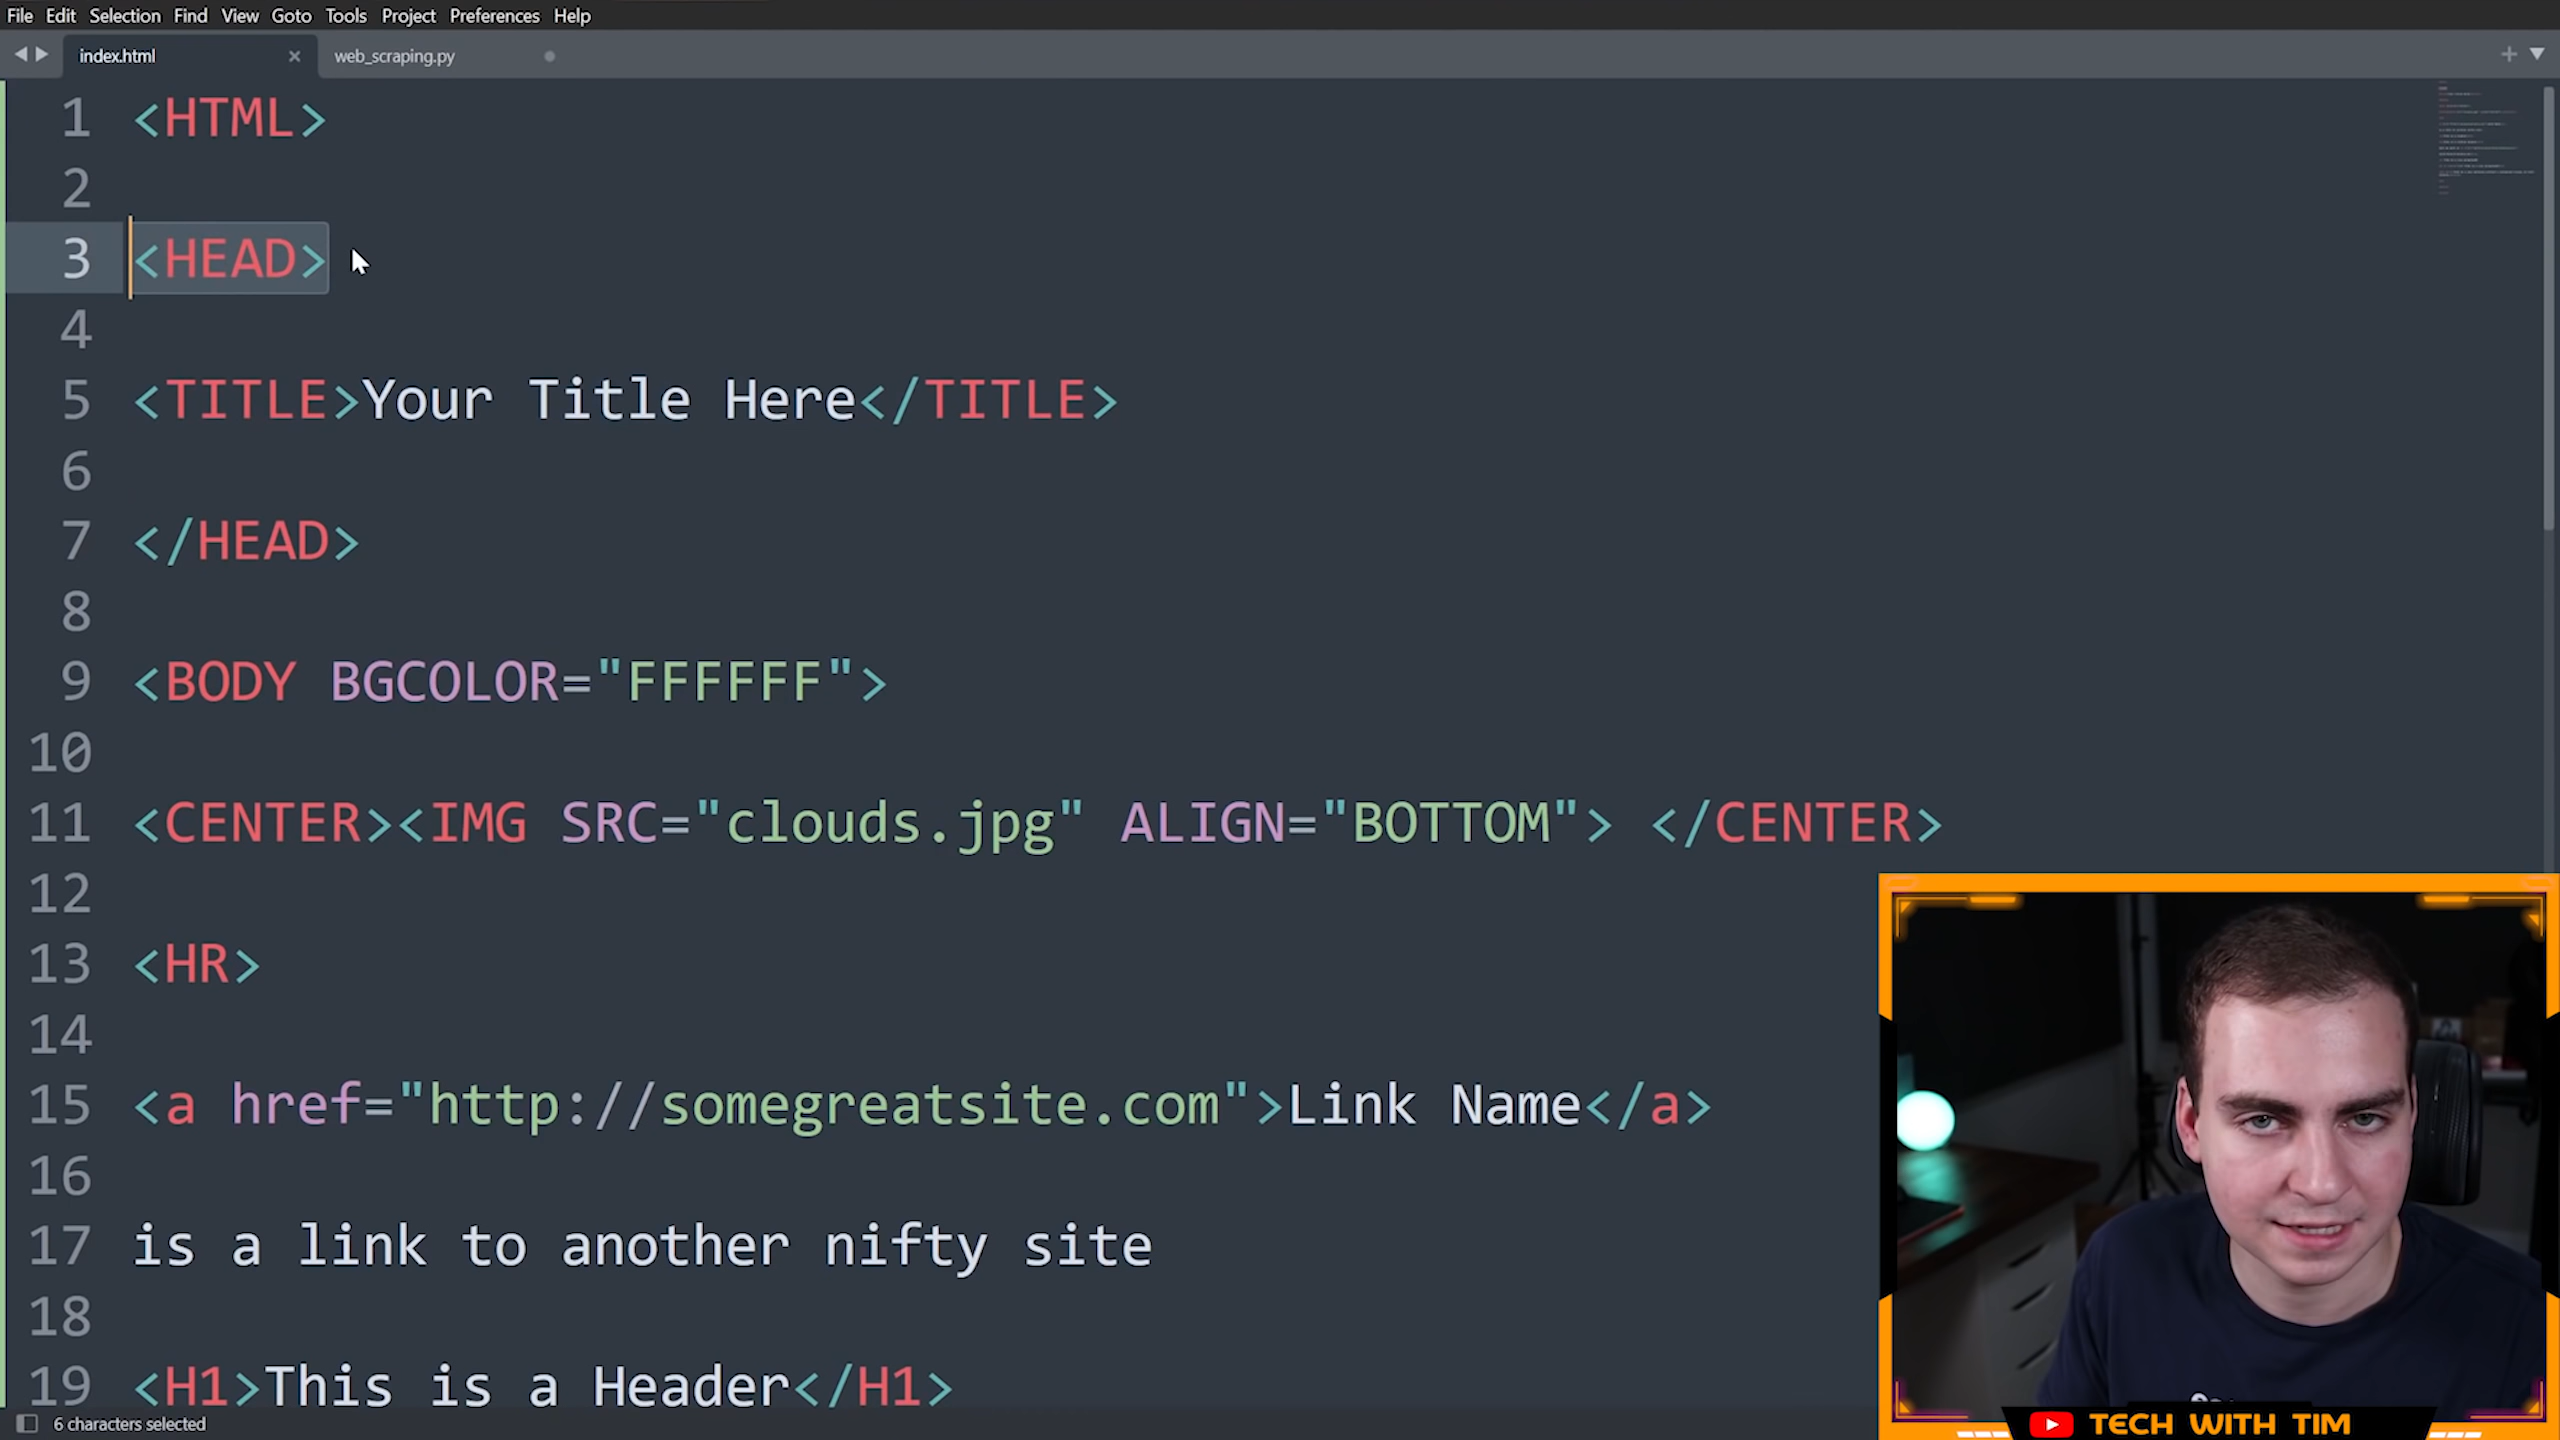 File Edit Selection Find View Goto Tools Project Preferences Help
index.html web_scraping.py
1 <HTML>
2
3 <HEAD>
4
5 <TITLE>Your Title Here</TITLE>
6
7 </HEAD>
8
9 <BODY BGCOLOR="FFFFFF">
10
11 <CENTER><IMG SRC="clouds.jpg" ALIGN="BOTTOM"> </CENTER>
12
13 <HR>
14
15 <a href="http://somegreatsite.com">Link Name</a>
16
17 is a link to another nifty site
18
19 <H1>This is a Header</H1>
6 characters selected
TECH WITH TIM